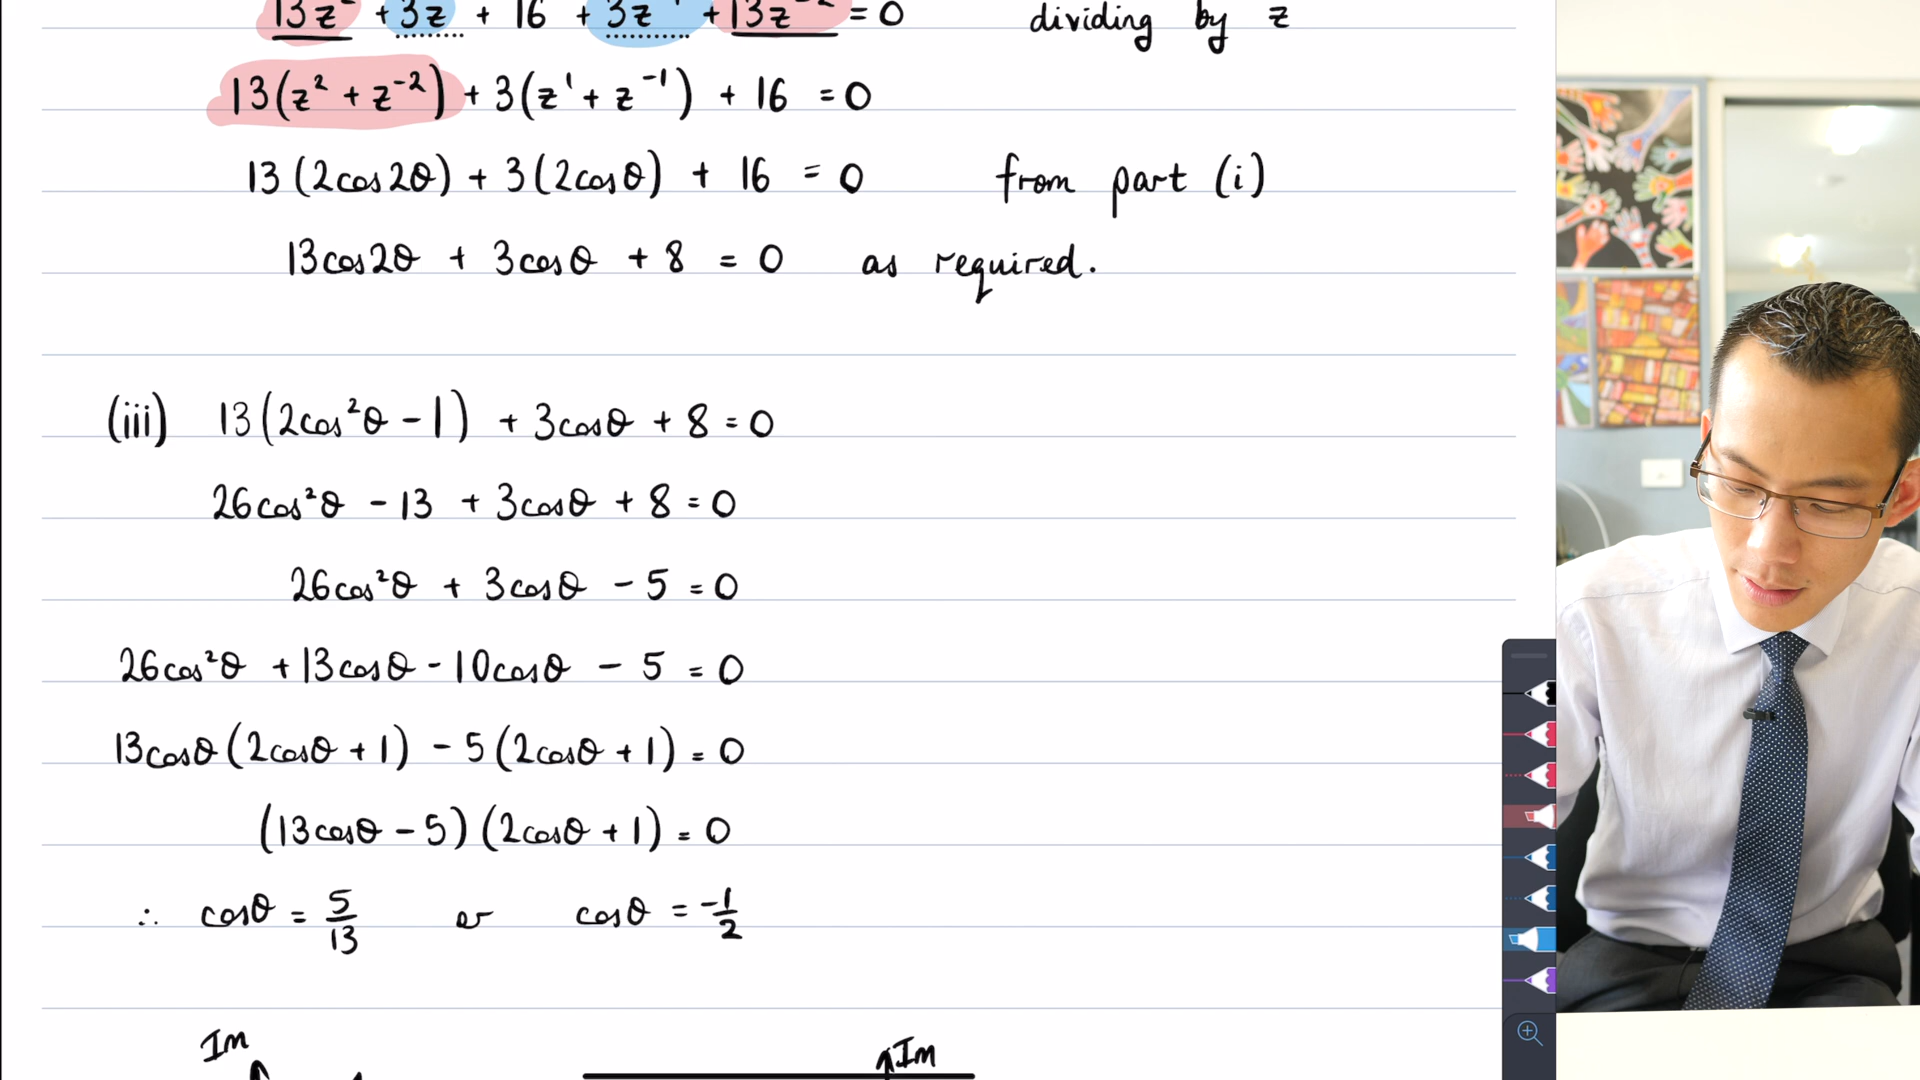 13z² + 3z + 16 + 3z⁻¹ + 13z⁻² = 0 dividing by z
13(z² + z⁻²) + 3(z¹ + z⁻¹) + 16 = 0
13(2cos2θ) + 3(2cosθ) + 16 = 0 from part (i)
13cos2θ + 3cosθ + 8 = 0 as required.
(iii) 13(2cos²θ - 1) + 3cosθ + 8 = 0
26cos²θ - 13 + 3cosθ + 8 = 0
26cos²θ + 3cosθ - 5 = 0
26cos²θ + 13cosθ - 10cosθ - 5 = 0
13cosθ(2cosθ + 1) - 5(2cosθ + 1) = 0
(13cosθ - 5)(2cosθ + 1) = 0
∴ cosθ = 5/13 or cosθ = -1/2
Im Im